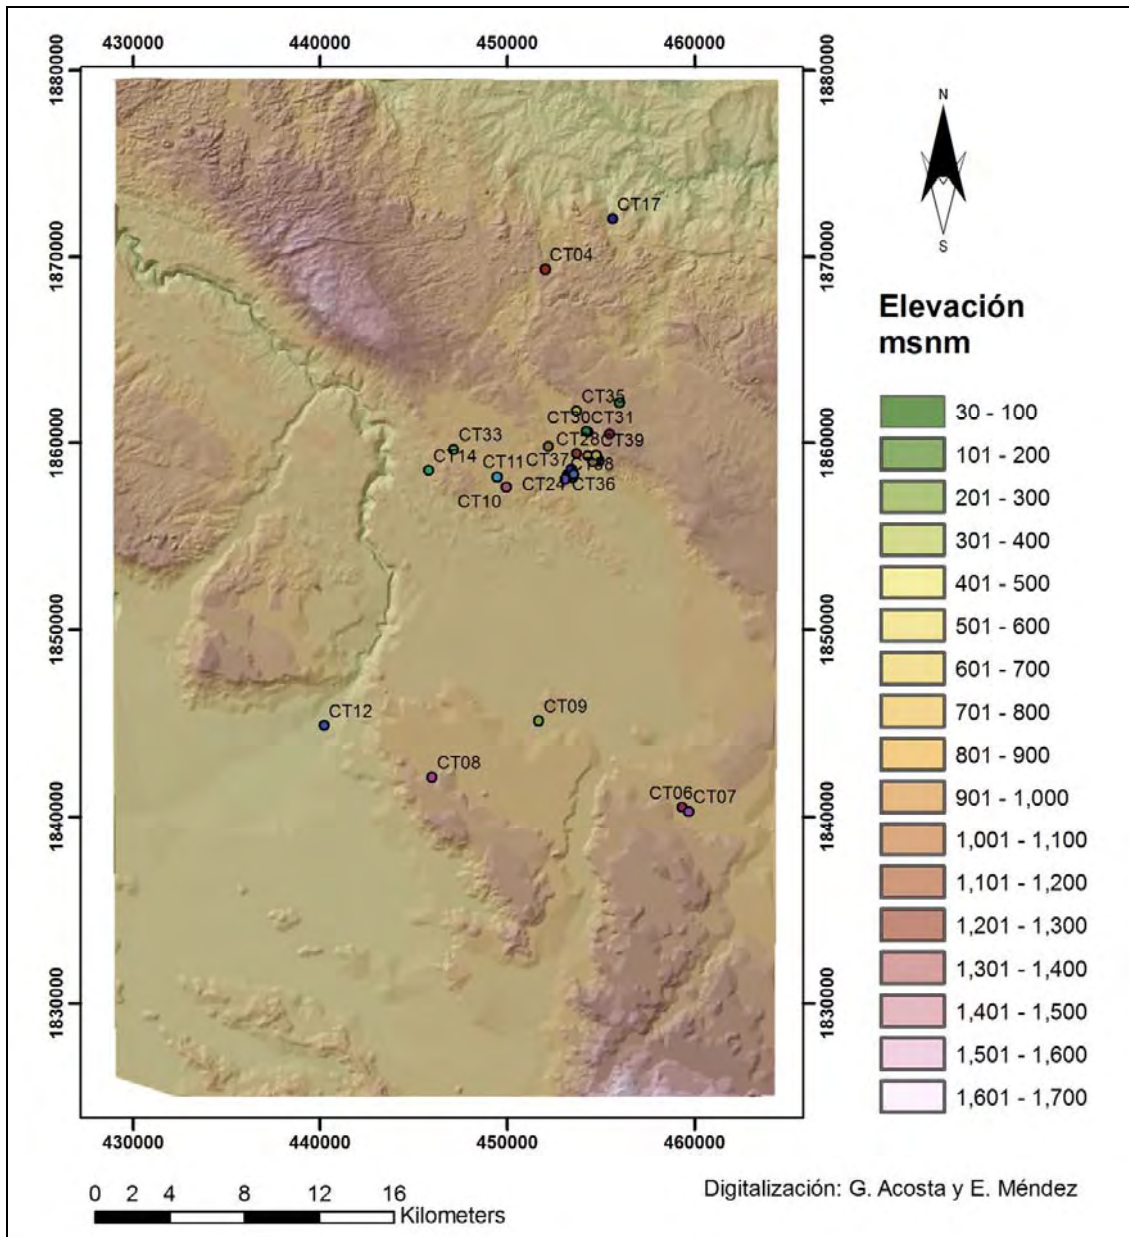 430000 440000 450000 460000
1880000 1880000
N
S
CT17
CT04
1870000 1870000
Elevación
msnm
CT35
CT30 CT31
CT33 CT28 CT39
1860000 1860000
CT14 CT11 CT37
CT24 CT36
CT10
30 - 100
101 - 200
201 - 300
301 - 400
401 - 500
501 - 600
601 - 700
701 - 800
801 - 900
901 - 1,000
1,001 - 1,100
1,101 - 1,200
1,201 - 1,300
1,301 - 1,400
1,401 - 1,500
1,501 - 1,600
1,601 - 1,700
1850000 1850000
CT12 CT09
CT08
CT06 CT07
1840000 1840000
1830000 1830000
430000 440000 450000 460000
0 2 4 8 12 16
Kilometers
Digitalización: G. Acosta y E. Méndez